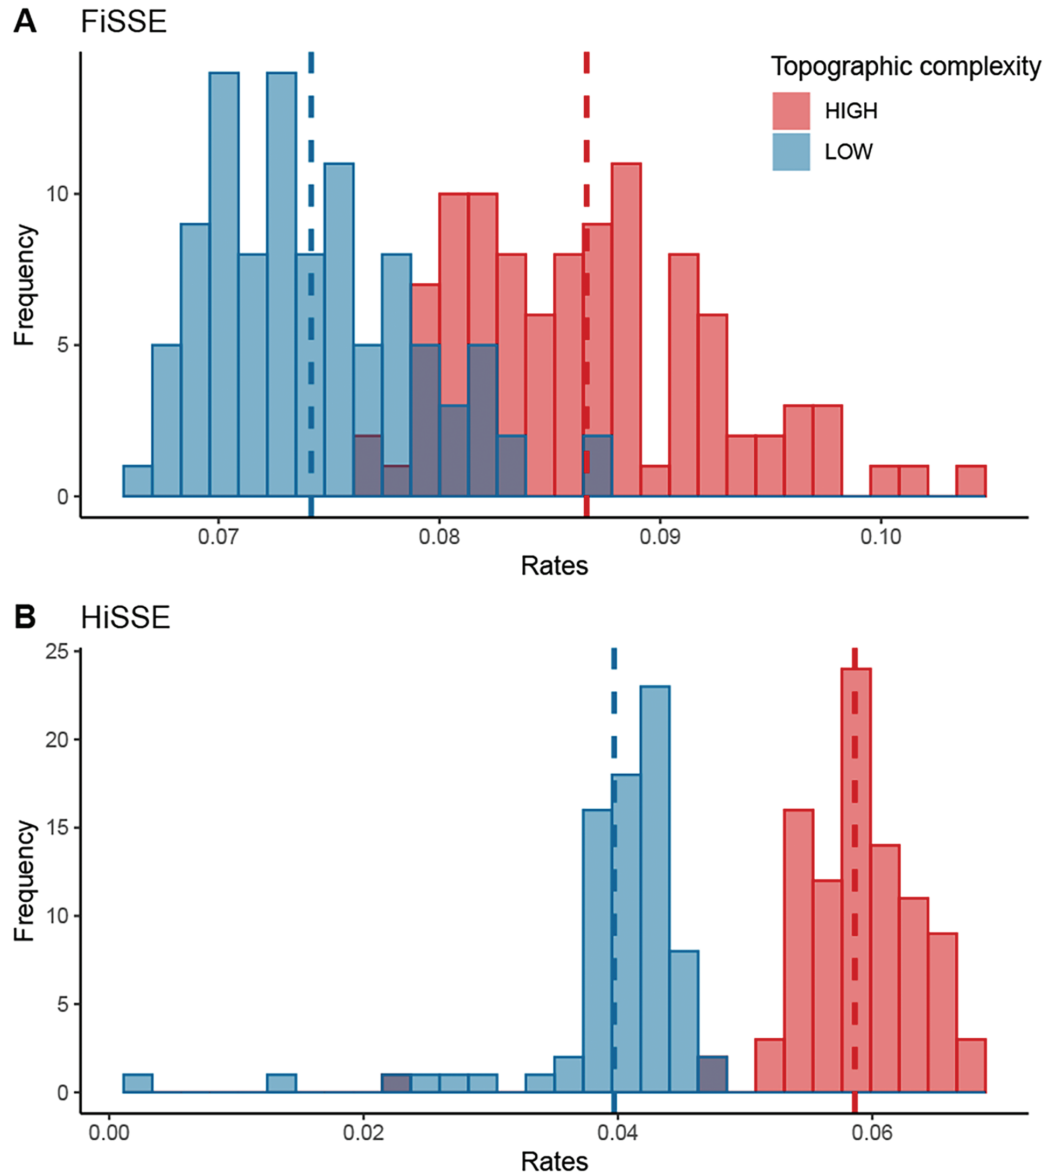 A FiSSE
Topographic complexity
HIGH
LOW
Frequency
10
5
0
0.07 0.08 0.09 0.10
Rates
B HiSSE
Frequency
25
20
15
10
5
0
0.00 0.02 0.04 0.06
Rates